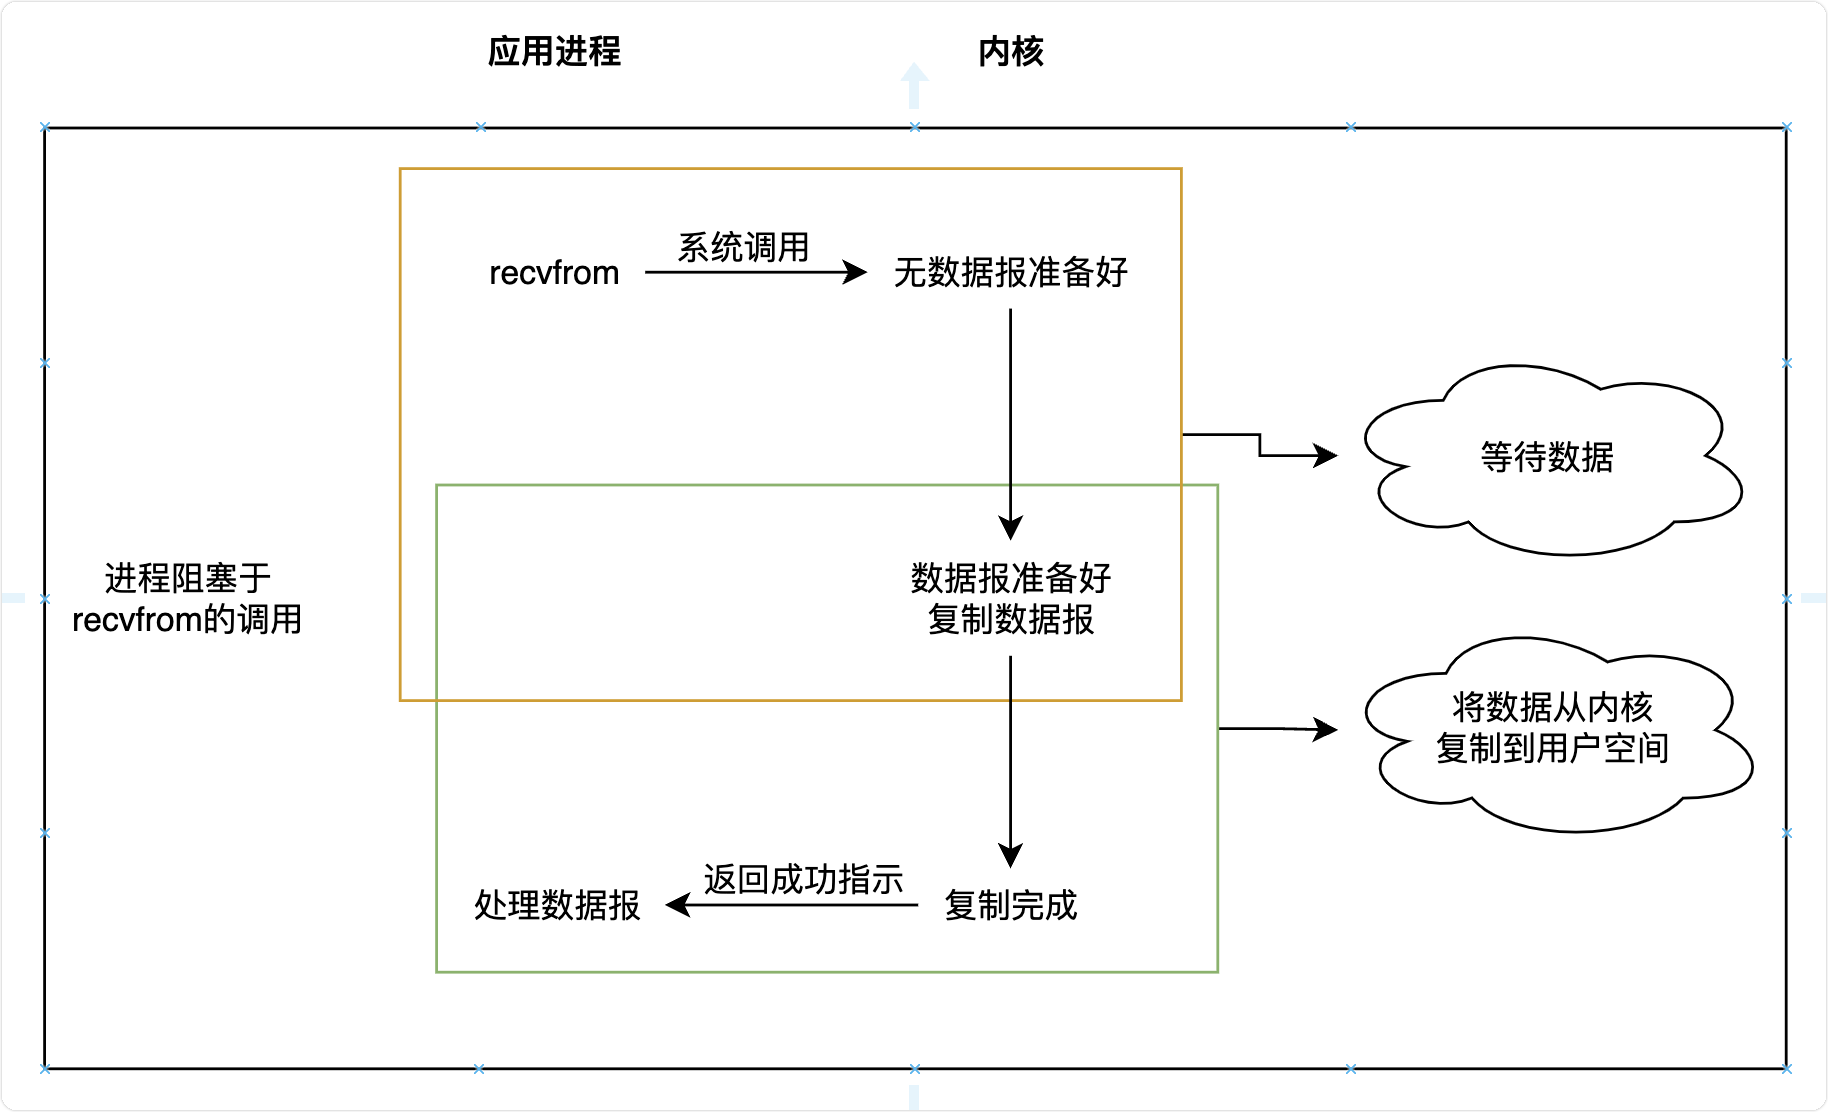 应用进程
内核
系统调用
recvfrom
无数据报准备好
等待数据
进程阻塞于
recvfrom的调用
数据报准备好
复制数据报
将数据从内核
复制到用户空间
返回成功指示
处理数据报
复制完成